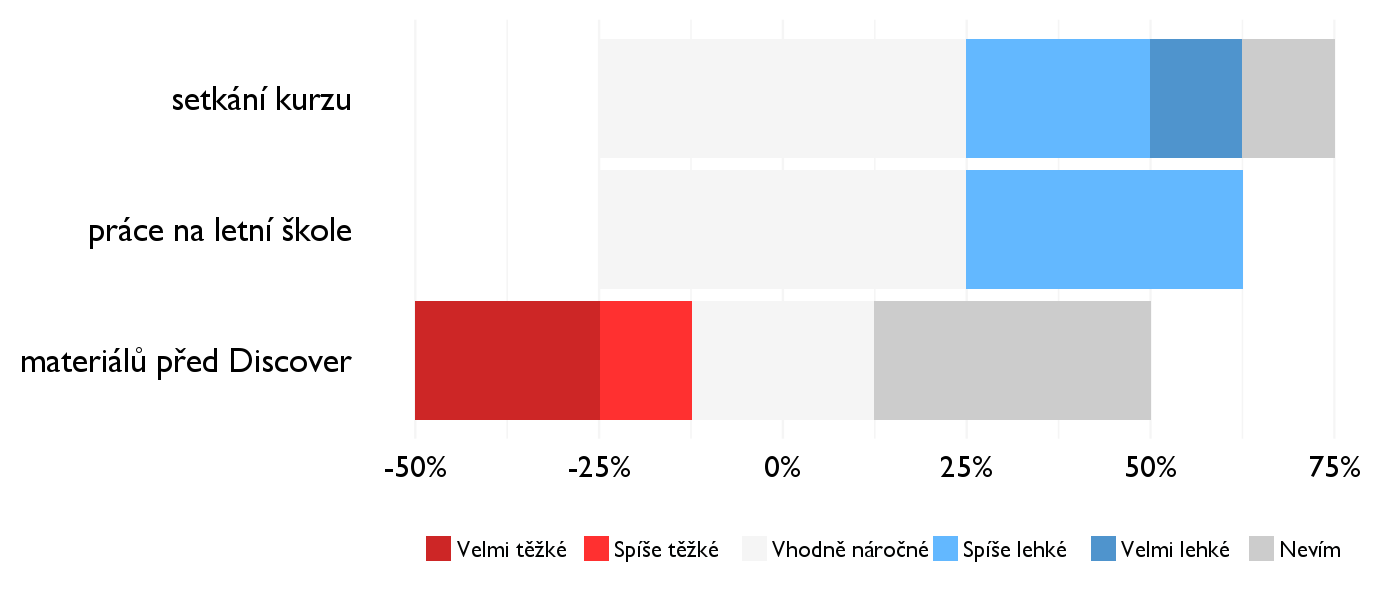 setkání kurzu
práce na letní škole
materiálů před Discover
-50% -25% 0% 25% 50% 75%
Velmi těžké Spíše těžké Vhodně náročné Spíše lehké Velmi lehké Nevím